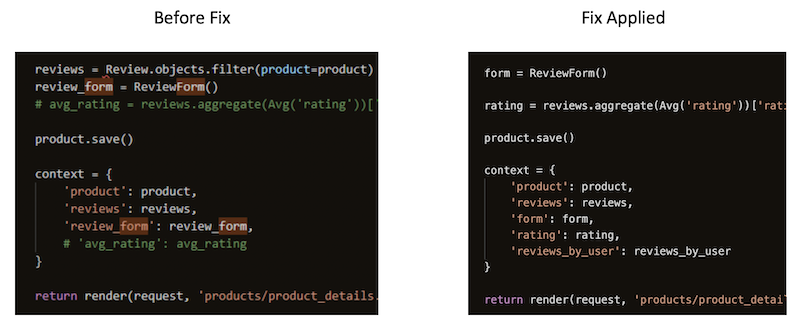 Before Fix
reviews = Review.objects.filter(product=product)
review_form = ReviewForm()
# avg_rating = reviews.aggregate(Avg('rating'))['
product.save()
context = {
'product': product,
'reviews': reviews,
'review_form': review_form,
# 'avg_rating': avg_rating
}
return render(request, 'products/product_details.
Fix Applied
form = ReviewForm()
rating = reviews.aggregate(Avg('rating'))['rati
product.save()
context = {
'product': product,
'reviews': reviews,
'form': form,
'rating': rating,
'reviews_by_user': reviews_by_user
}
return render(request, 'products/product_detai